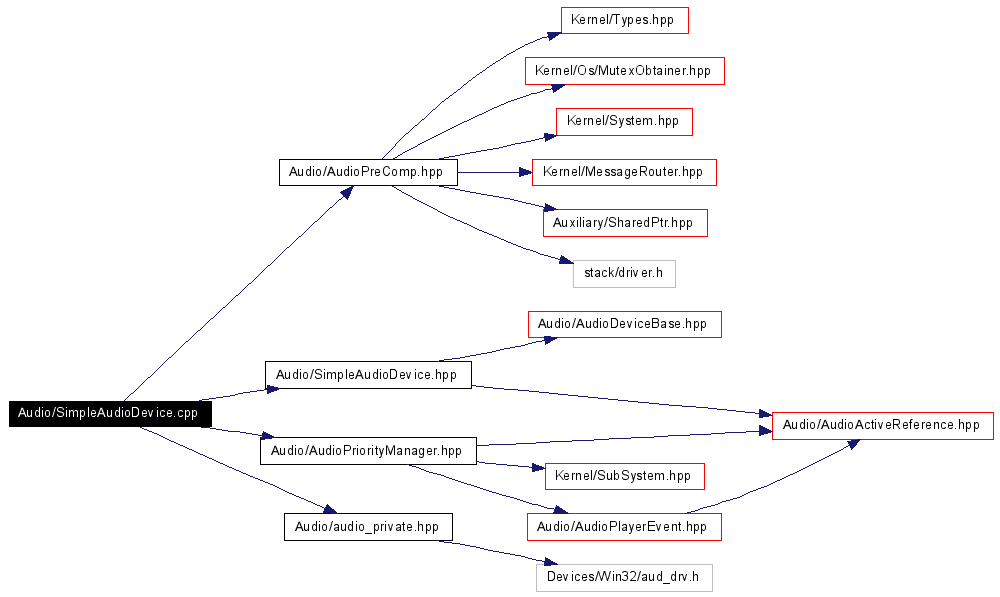 Kernel/Types.hpp
Kernel/Os/MutexObtainer.hpp
Kernel/System.hpp
Audio/AudioPreComp.hpp
Kernel/MessageRouter.hpp
Auxiliary/SharedPtr.hpp
stack/driver.h
Audio/AudioDeviceBase.hpp
Audio/SimpleAudioDevice.hpp
Audio/SimpleAudioDevice.cpp
Audio/AudioActiveReference.hpp
Audio/AudioPriorityManager.hpp
Kernel/SubSystem.hpp
Audio/audio_private.hpp
Audio/AudioPlayerEvent.hpp
Devices/Win32/aud_drv.h